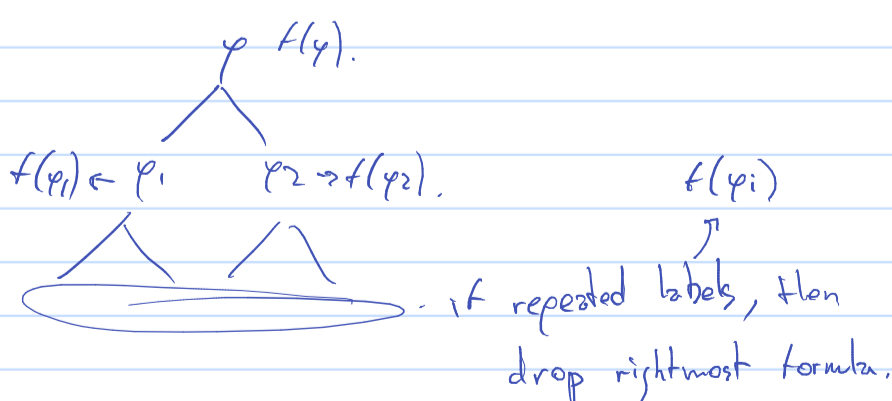 φ f(φ).
f(φ₁) ← φ₁ φ₂ → f(φ₂). f(φᵢ)
. if repeated labels, then
drop rightmost formula.